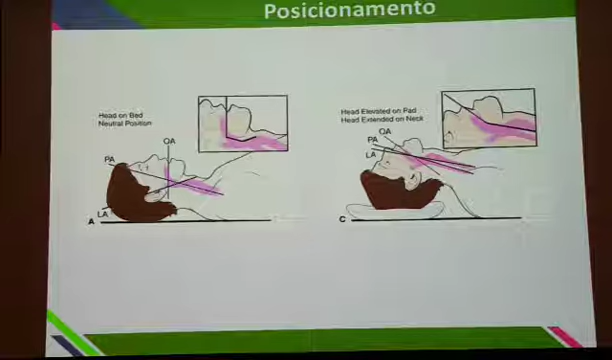 Posicionamento
Head on Bed
Neutral Position
OA
PA
LA
A
Head Elevated on Pad
Head Extended on Neck
OA
PA
LA
C